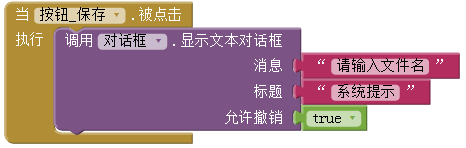 当 按钮_保存 .被点击
执行 调用 对话框 .显示文本对话框
消息 “ 请输入文件名 ”
标题 “ 系统提示 ”
允许撤销 true